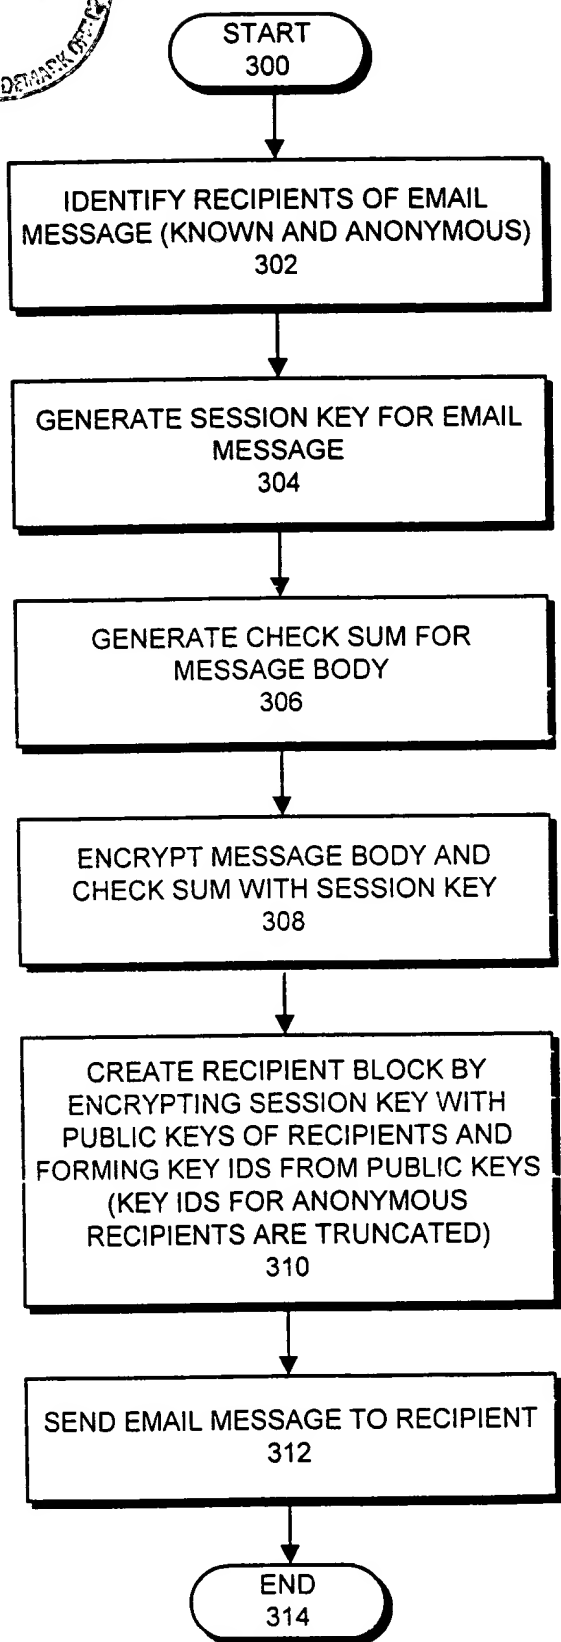 START
300
IDENTIFY RECIPIENTS OF EMAIL
MESSAGE (KNOWN AND ANONYMOUS)
302
GENERATE SESSION KEY FOR EMAIL
MESSAGE
304
GENERATE CHECK SUM FOR
MESSAGE BODY
306
ENCRYPT MESSAGE BODY AND
CHECK SUM WITH SESSION KEY
308
CREATE RECIPIENT BLOCK BY
ENCRYPTING SESSION KEY WITH
PUBLIC KEYS OF RECIPIENTS AND
FORMING KEY IDS FROM PUBLIC KEYS
(KEY IDS FOR ANONYMOUS
RECIPIENTS ARE TRUNCATED)
310
SEND EMAIL MESSAGE TO RECIPIENT
312
END
314